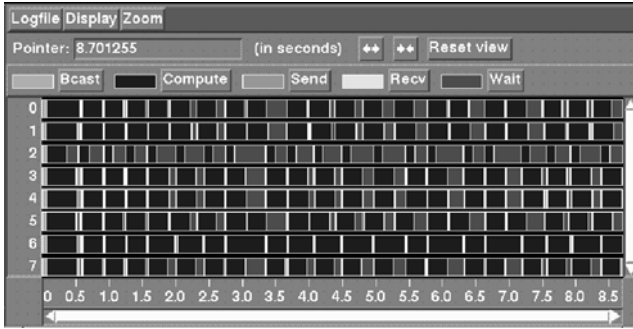 Logfile Display Zoom
Pointer: 8.701255 (in seconds) Reset view
Bcast Compute Send Recv Wait
0
1
2
3
4
5
6
7
0 0.5 1.0 1.5 2.0 2.5 3.0 3.5 4.0 4.5 5.0 5.5 6.0 6.5 7.0 7.5 8.0 8.5